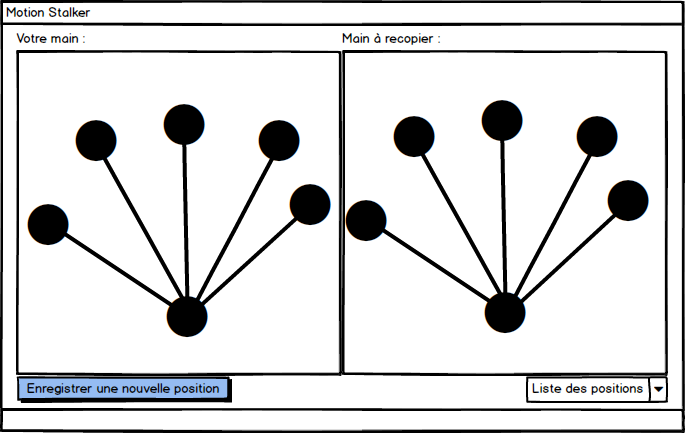 Motion Stalker
Votre main :
Main à recopier :
Enregistrer une nouvelle position
Liste des positions